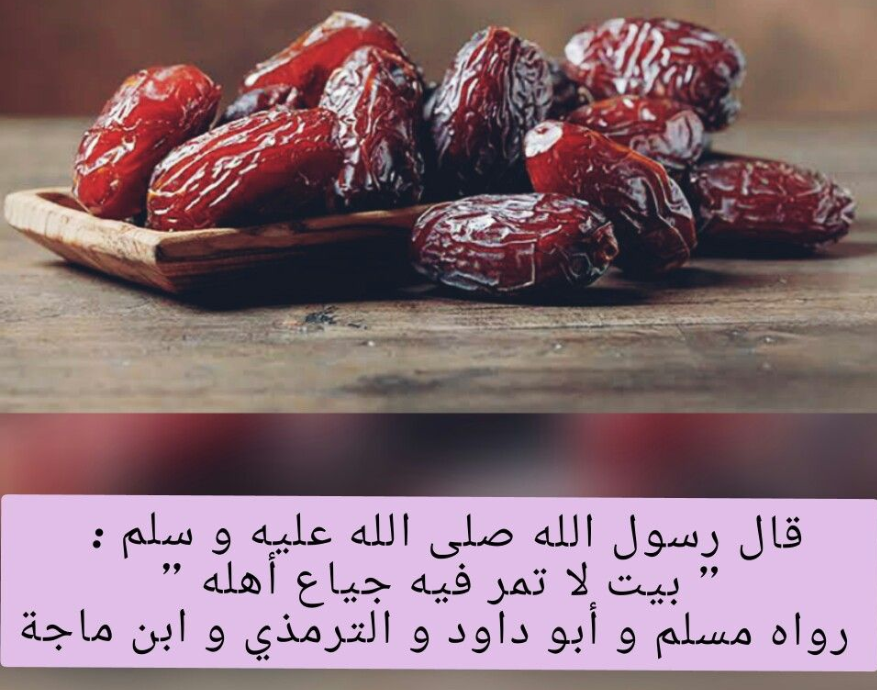 قال رسول الله صلى الله عليه و سلم :
” بيت لا تمر فيه جياع أهله ”
رواه مسلم و أبو داود و الترمذي و ابن ماجة